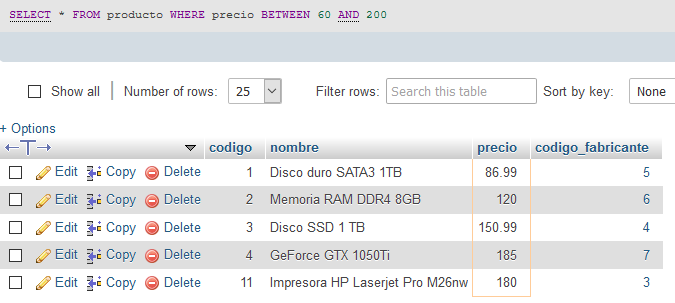 SELECT * FROM producto WHERE precio BETWEEN 60 AND 200
Show all Number of rows: 25 Filter rows: Search this table Sort by key: None
+ Options
←T→ codigo nombre precio codigo_fabricante
Edit Copy Delete 1 Disco duro SATA3 1TB 86.99 5
Edit Copy Delete 2 Memoria RAM DDR4 8GB 120 6
Edit Copy Delete 3 Disco SSD 1 TB 150.99 4
Edit Copy Delete 4 GeForce GTX 1050Ti 185 7
Edit Copy Delete 11 Impresora HP Laserjet Pro M26nw 180 3